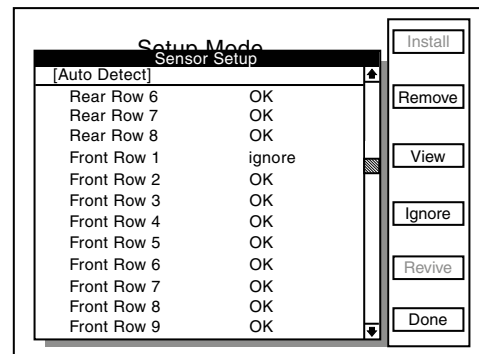 Setup Mode
Sensor Setup
[Auto Detect]
Rear Row 6 OK
Rear Row 7 OK
Rear Row 8 OK
Front Row 1 ignore
Front Row 2 OK
Front Row 3 OK
Front Row 4 OK
Front Row 5 OK
Front Row 6 OK
Front Row 7 OK
Front Row 8 OK
Front Row 9 OK
Install
Remove
View
Ignore
Revive
Done